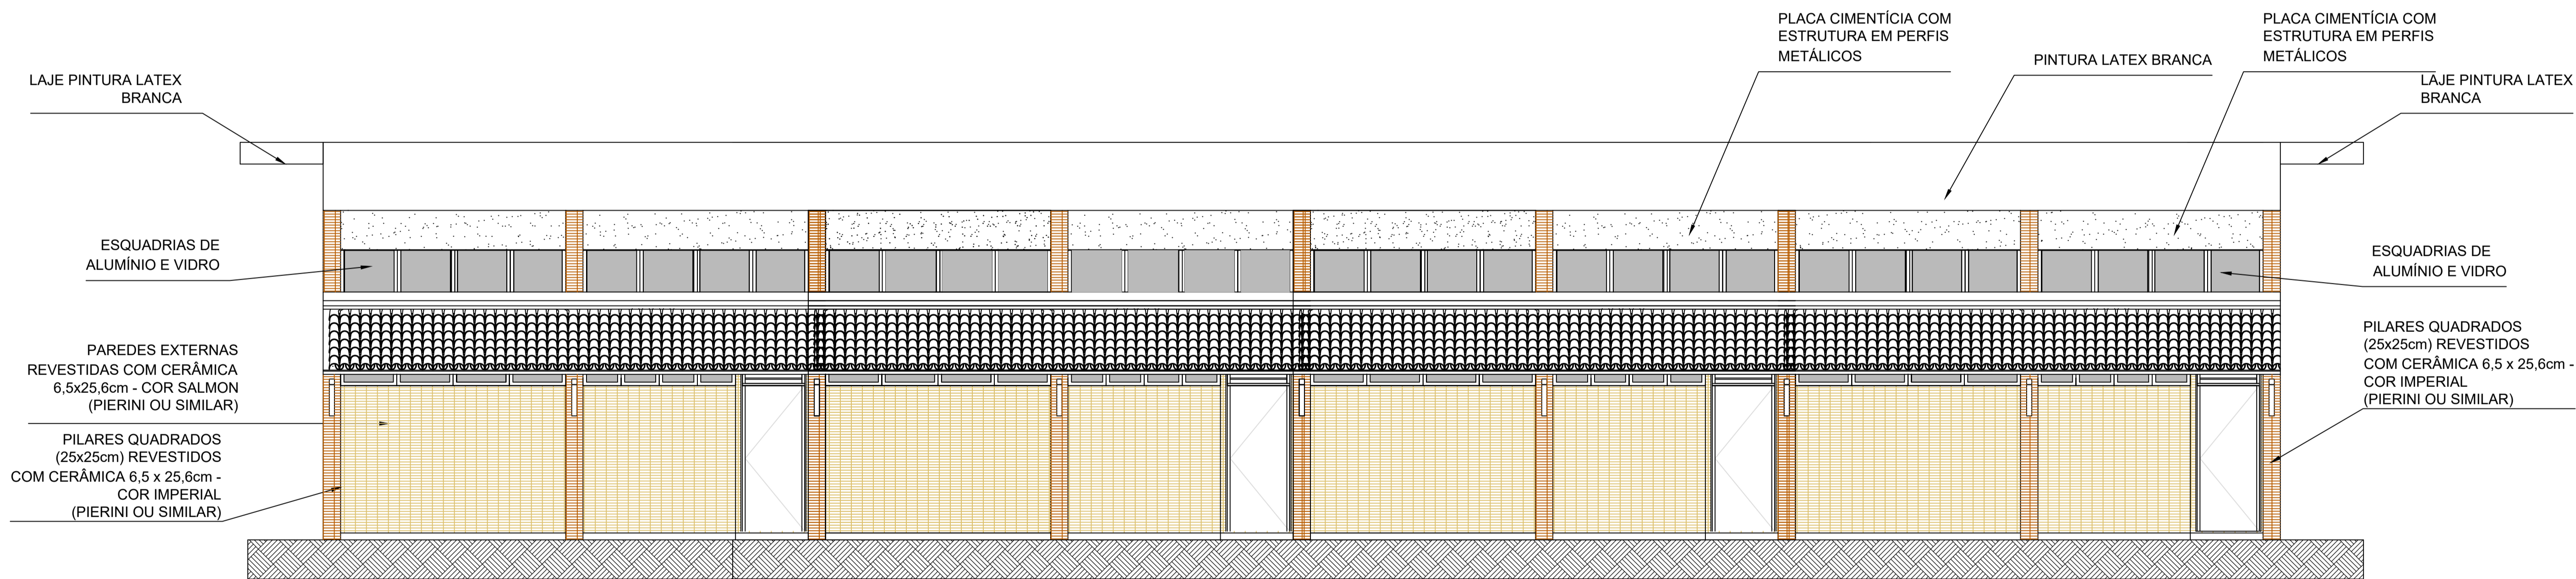 PLACA CIMENTÍCIA COM
ESTRUTURA EM PERFIS
METÁLICOS
PLACA CIMENTÍCIA COM
ESTRUTURA EM PERFIS
METÁLICOS
PINTURA LATEX BRANCA
LAJE PINTURA LATEX
BRANCA
LAJE PINTURA LATEX
BRANCA
ESQUADRIAS DE
ALUMÍNIO E VIDRO
ESQUADRIAS DE
ALUMÍNIO E VIDRO
PAREDES EXTERNAS
REVESTIDAS COM CERÂMICA
6,5x25,6cm - COR SALMON
(PIERINI OU SIMILAR)
PILARES QUADRADOS
(25x25cm) REVESTIDOS
COM CERÂMICA 6,5 x 25,6cm -
COR IMPERIAL
(PIERINI OU SIMILAR)
PILARES QUADRADOS
(25x25cm) REVESTIDOS
COM CERÂMICA 6,5 x 25,6cm -
COR IMPERIAL
(PIERINI OU SIMILAR)